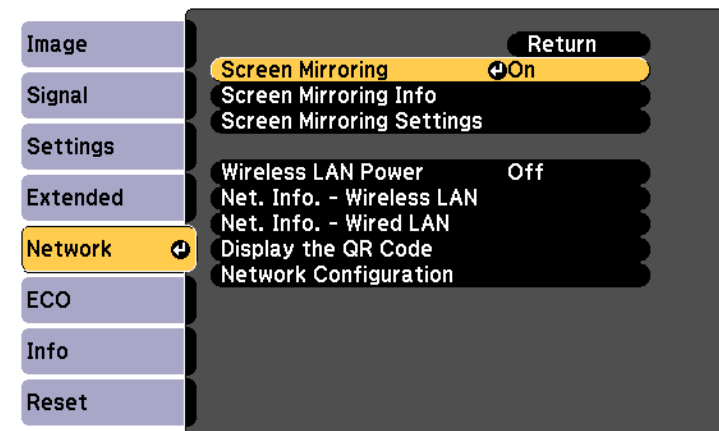 Image
Signal
Settings
Extended
Network
ECO
Info
Reset
Return
Screen Mirroring On
Screen Mirroring Info
Screen Mirroring Settings
Wireless LAN Power Off
Net. Info. - Wireless LAN
Net. Info. - Wired LAN
Display the QR Code
Network Configuration